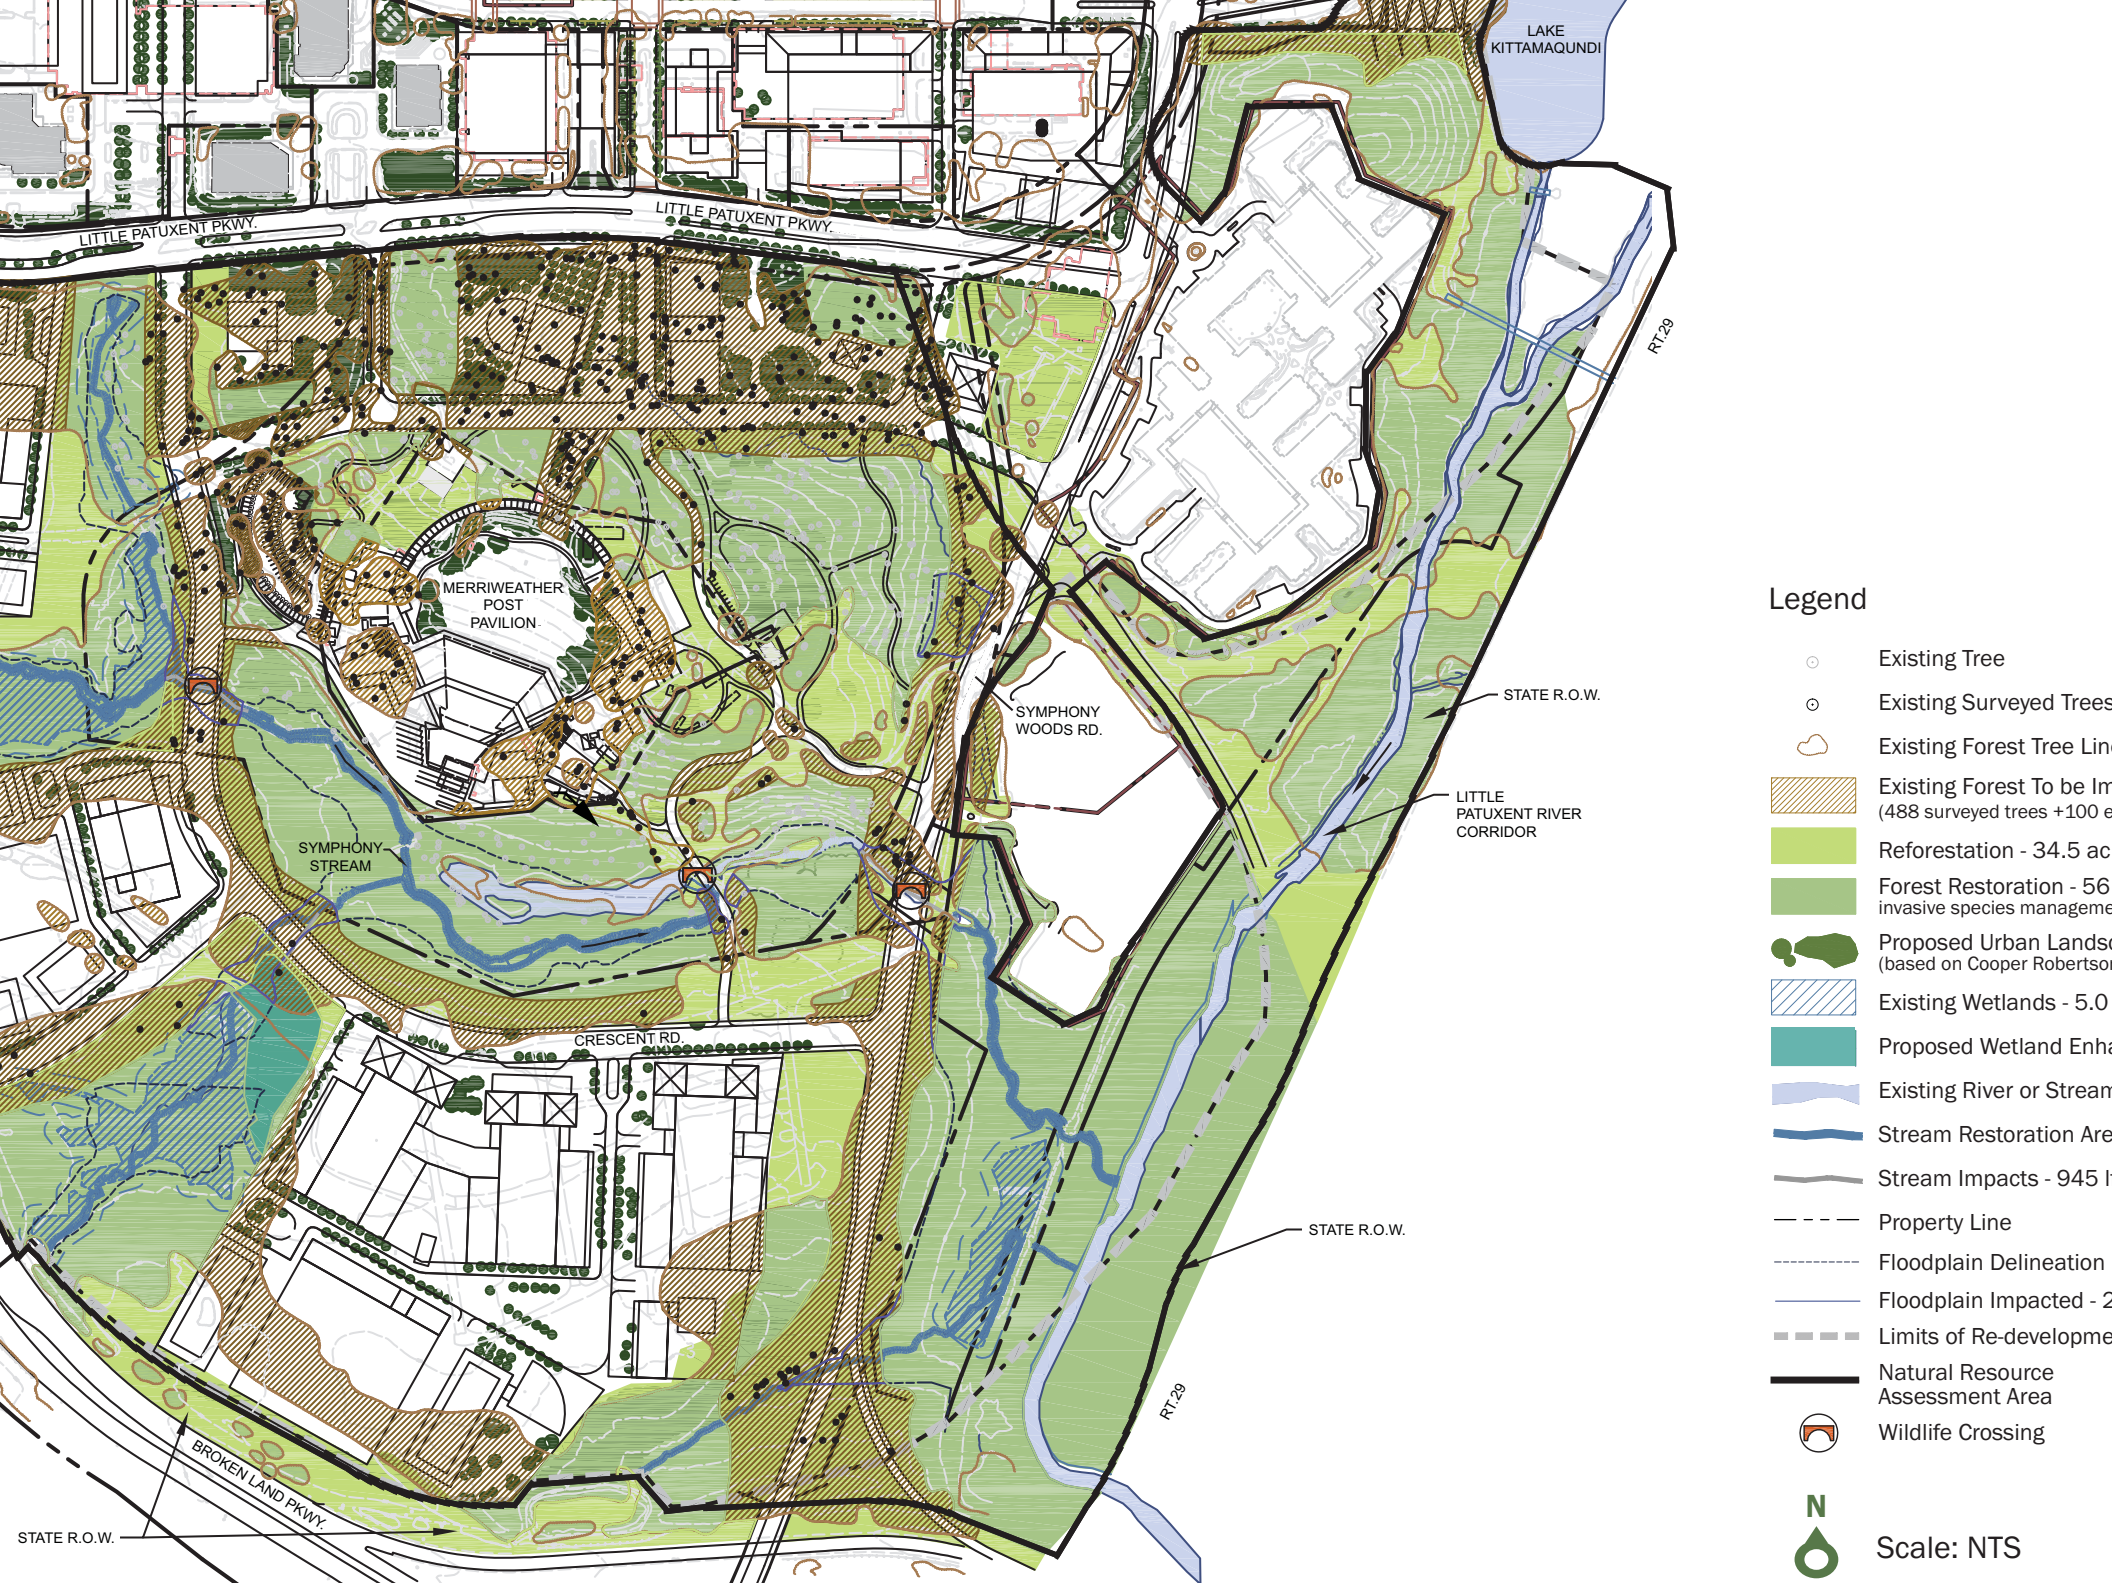 LAKE
KITTAMAQUNDI
LITTLE PATUXENT PKWY.
LITTLE PATUXENT PKWY.
RT.29
MERRIWEATHER
POST
PAVILION
SYMPHONY
WOODS RD.
STATE R.O.W.
LITTLE
PATUXENT RIVER
CORRIDOR
SYMPHONY
STREAM
CRESCENT RD.
STATE R.O.W.
RT.29
BROKEN LAND PKWY.
STATE R.O.W.
Legend
Existing Tree
Existing Surveyed Trees
Existing Forest Tree Lin
Existing Forest To be Im
(488 surveyed trees +100 e
Reforestation - 34.5 ac
Forest Restoration - 56
invasive species manageme
Proposed Urban Landsc
(based on Cooper Robertson
Existing Wetlands - 5.0
Proposed Wetland Enha
Existing River or Stream
Stream Restoration Are
Stream Impacts - 945 l
Property Line
Floodplain Delineation
Floodplain Impacted - 2
Limits of Re-developme
Natural Resource
Assessment Area
Wildlife Crossing
N
Scale: NTS